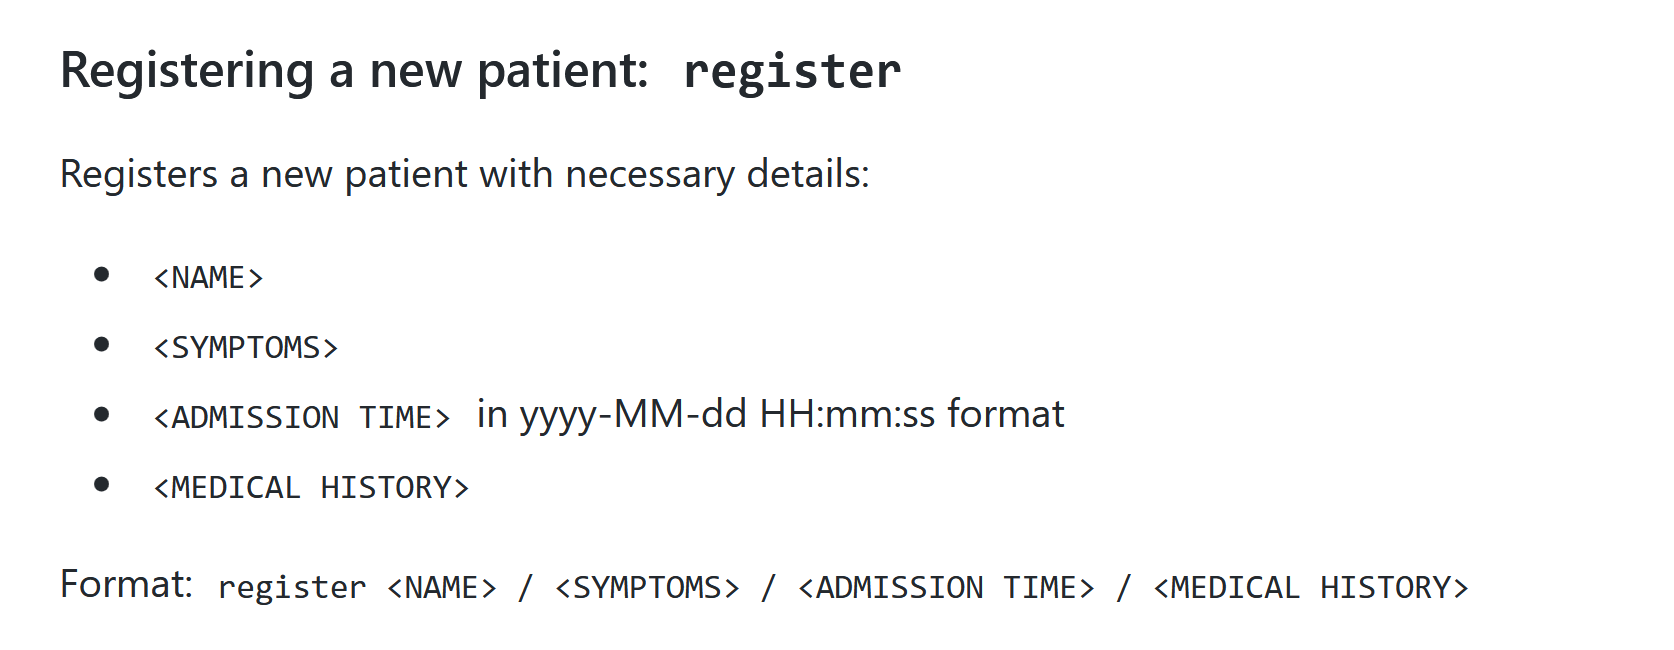 Registering a new patient: register
Registers a new patient with necessary details:
• <NAME>
• <SYMPTOMS>
• <ADMISSION TIME> in yyyy-MM-dd HH:mm:ss format
• <MEDICAL HISTORY>
Format: register <NAME> / <SYMPTOMS> / <ADMISSION TIME> / <MEDICAL HISTORY>